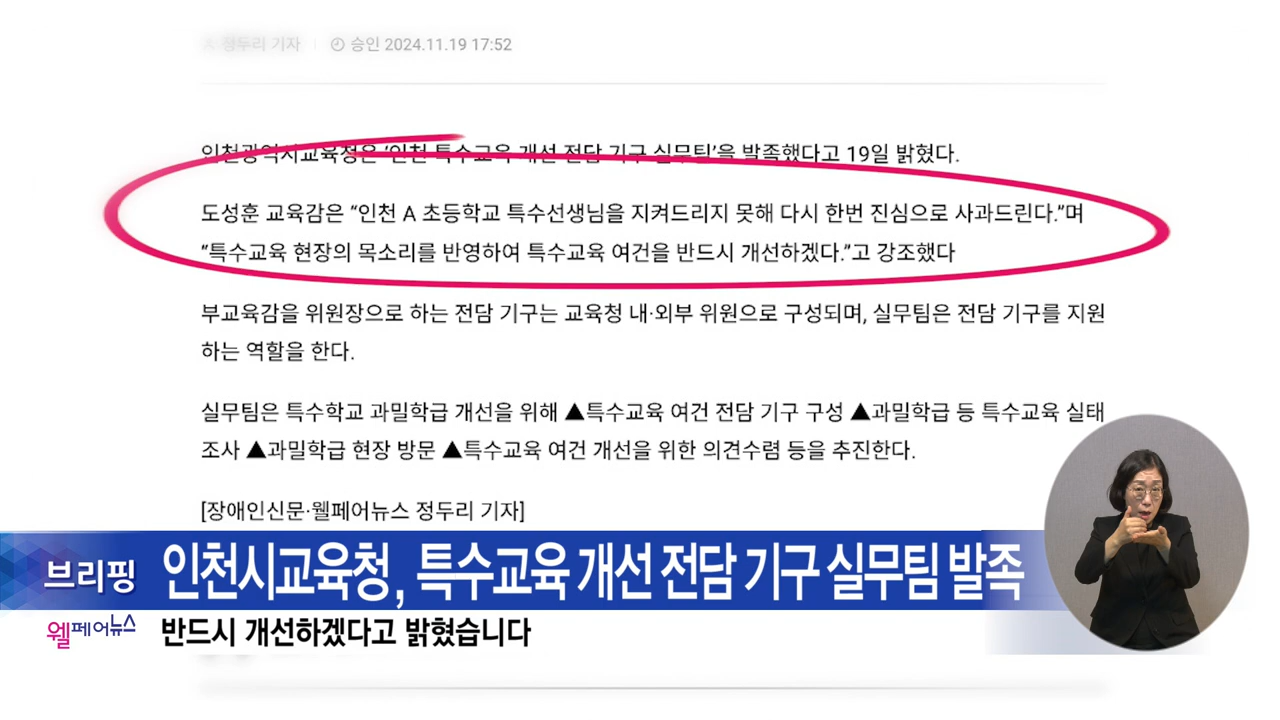 정두리 기자 승인 2024.11.19 17:52
인천광역시교육청은 ‘인천 특수교육 개선 전담 기구 실무팀’을 발족했다고 19일 밝혔다.
도성훈 교육감은 “인천 A 초등학교 특수선생님을 지켜드리지 못해 다시 한번 진심으로 사과드린다.”며
“특수교육 현장의 목소리를 반영하여 특수교육 여건을 반드시 개선하겠다.”고 강조했다
부교육감을 위원장으로 하는 전담 기구는 교육청 내·외부 위원으로 구성되며, 실무팀은 전담 기구를 지원
하는 역할을 한다.
실무팀은 특수학교 과밀학급 개선을 위해 ▲특수교육 여건 전담 기구 구성 ▲과밀학급 등 특수교육 실태
조사 ▲과밀학급 현장 방문 ▲특수교육 여건 개선을 위한 의견수렴 등을 추진한다.
[장애인신문·웰페어뉴스 정두리 기자]
브리핑 인천시교육청, 특수교육 개선 전담 기구 실무팀 발족
웰페어뉴스 반드시 개선하겠다고 밝혔습니다